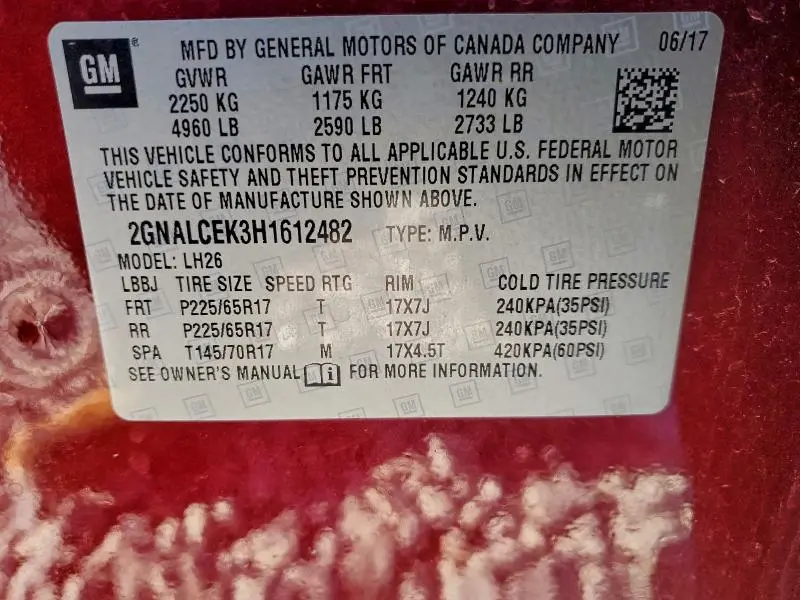 GM ® MFD BY GENERAL MOTORS OF CANADA COMPANY 06/17
GVWR GAWR FRT GAWR RR
2250 KG 1175 KG 1240 KG
4960 LB 2590 LB 2733 LB
THIS VEHICLE CONFORMS TO ALL APPLICABLE U.S. FEDERAL MOTOR
VEHICLE SAFETY AND THEFT PREVENTION STANDARDS IN EFFECT ON
THE DATE OF MANUFACTURE SHOWN ABOVE.
2GNALCEK3H1612482 TYPE: M.P.V.
MODEL: LH26
LBBJ TIRE SIZE SPEED RTG RIM COLD TIRE PRESSURE
FRT P225/65R17 T 17X7J 240KPA(35PSI)
RR P225/65R17 T 17X7J 240KPA(35PSI)
SPA T145/70R17 M 17X4.5T 420KPA(60PSI)
SEE OWNER'S MANUAL i FOR MORE INFORMATION.